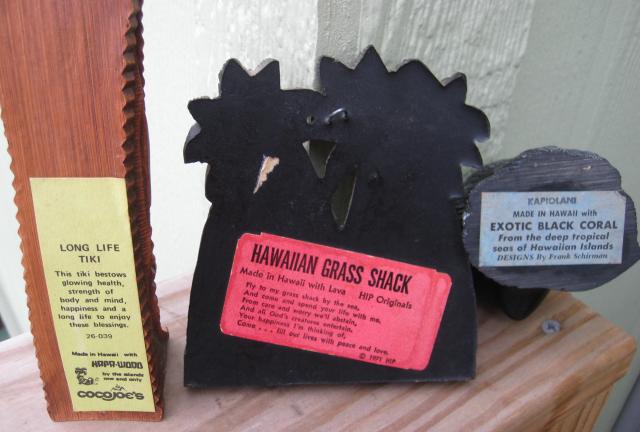 LONG LIFE
TIKI
This tiki bestows
glowing health,
strength of
body and mind,
happiness and a
long life to enjoy
these blessings.
26-039
Made in Hawaii with
HAPA-WOOD
by the islands
one and only
COCOJOE'S
HAWAIIAN GRASS SHACK
Made in Hawaii with Lava HIP Originals
Fly to my grass shack by the sea,
And come and spend your life with me,
From care and worry we'll abstain,
And all God's creatures entertain,
Your happiness I'm thinking of,
Come . . . fill our lives with peace and love.
© 1971 HIP
KAPIOLANI
MADE IN HAWAII with
EXOTIC BLACK CORAL
From the deep tropical
seas of Hawaiian Islands
DESIGNS By Frank Schirman